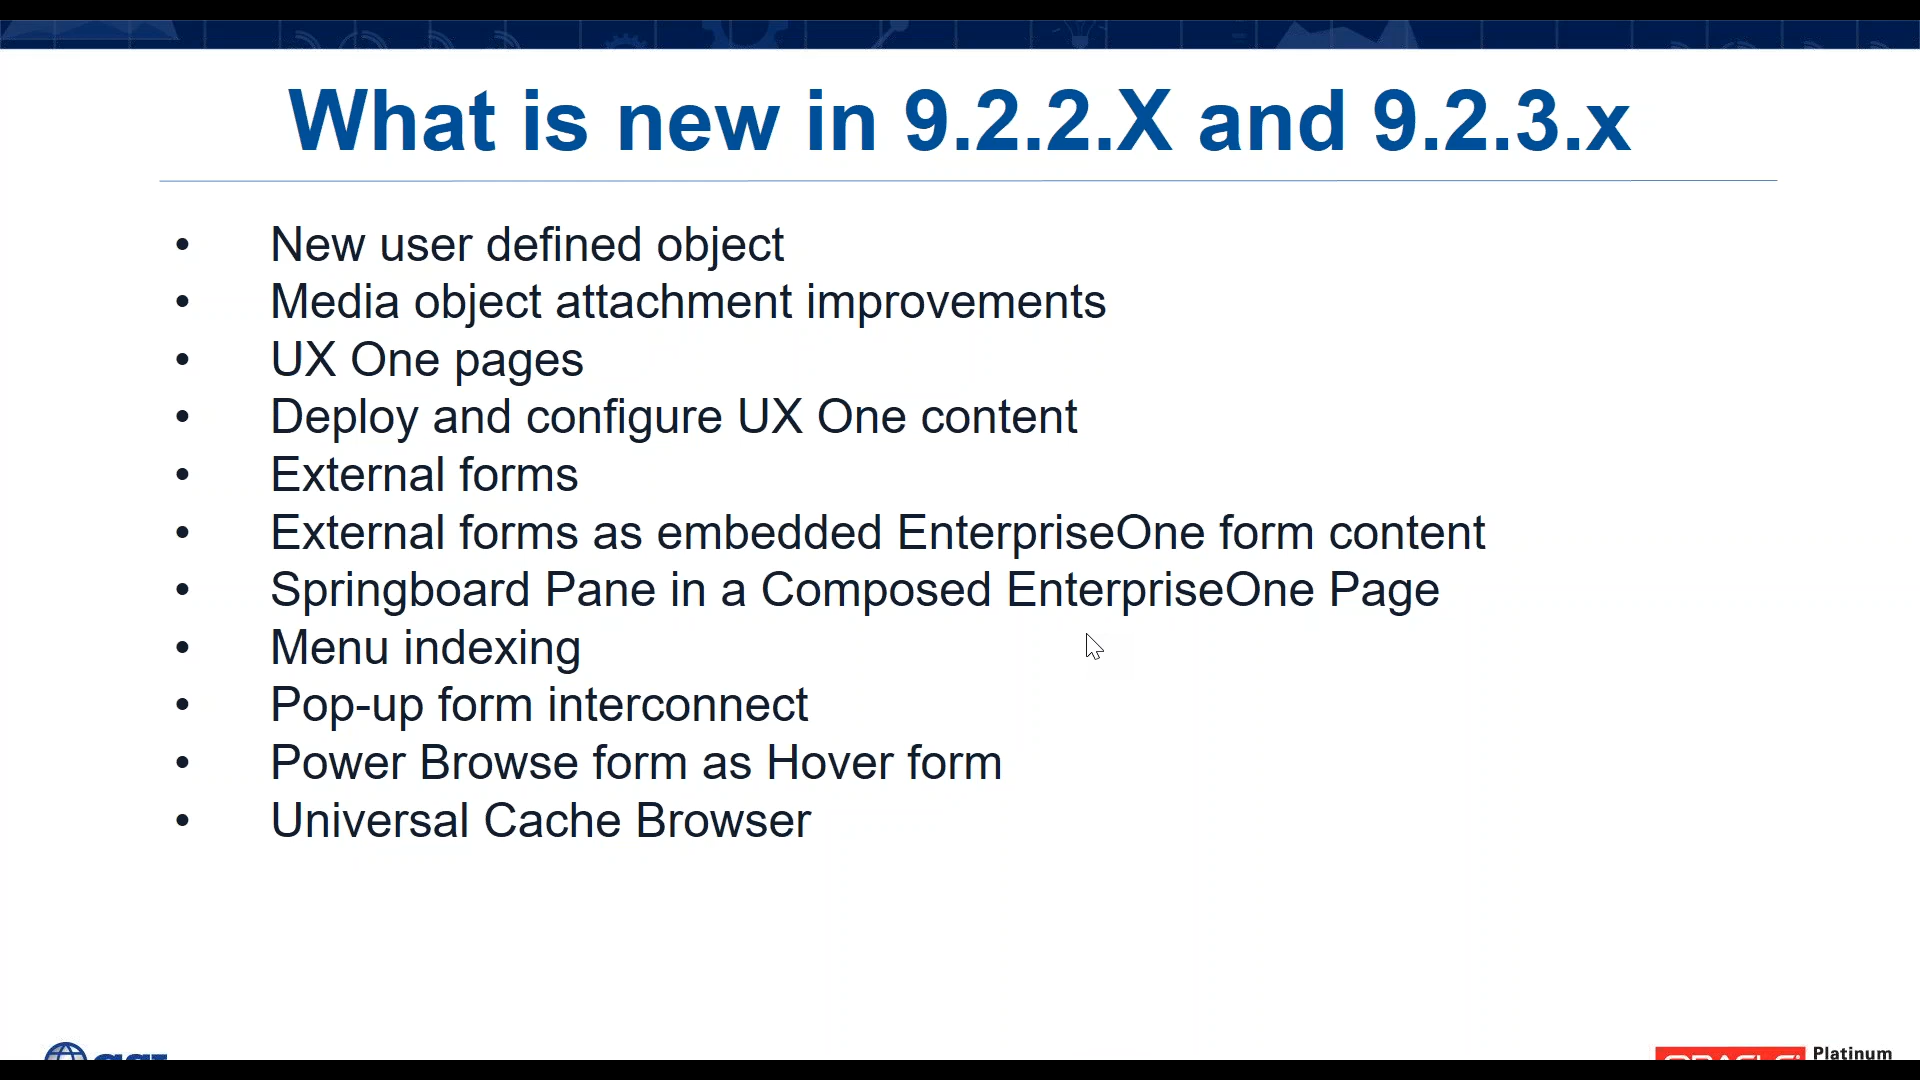 What is new in 9.2.2.X and 9.2.3.x
• New user defined object
• Media object attachment improvements
• UX One pages
• Deploy and configure UX One content
• External forms
• External forms as embedded EnterpriseOne form content
• Springboard Pane in a Composed EnterpriseOne Page
• Menu indexing
• Pop-up form interconnect
• Power Browse form as Hover form
• Universal Cache Browser
ORACLE Platinum